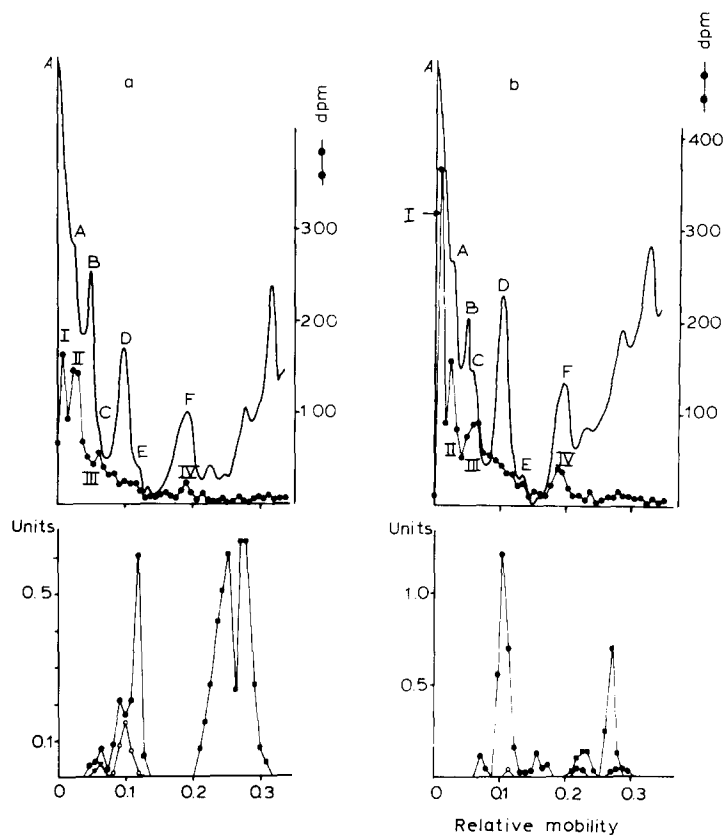 a
A
A
B
C
D
E
F
I
II
III
IV
dpm
300
200
100
b
A
A
B
C
D
E
F
I
II
III
IV
dpm
400
300
200
100
Units
0.5
0.1
0 0.1 0.2 0.3
Units
1.0
0.5
0 0.1 0.2 0.3
Relative mobility